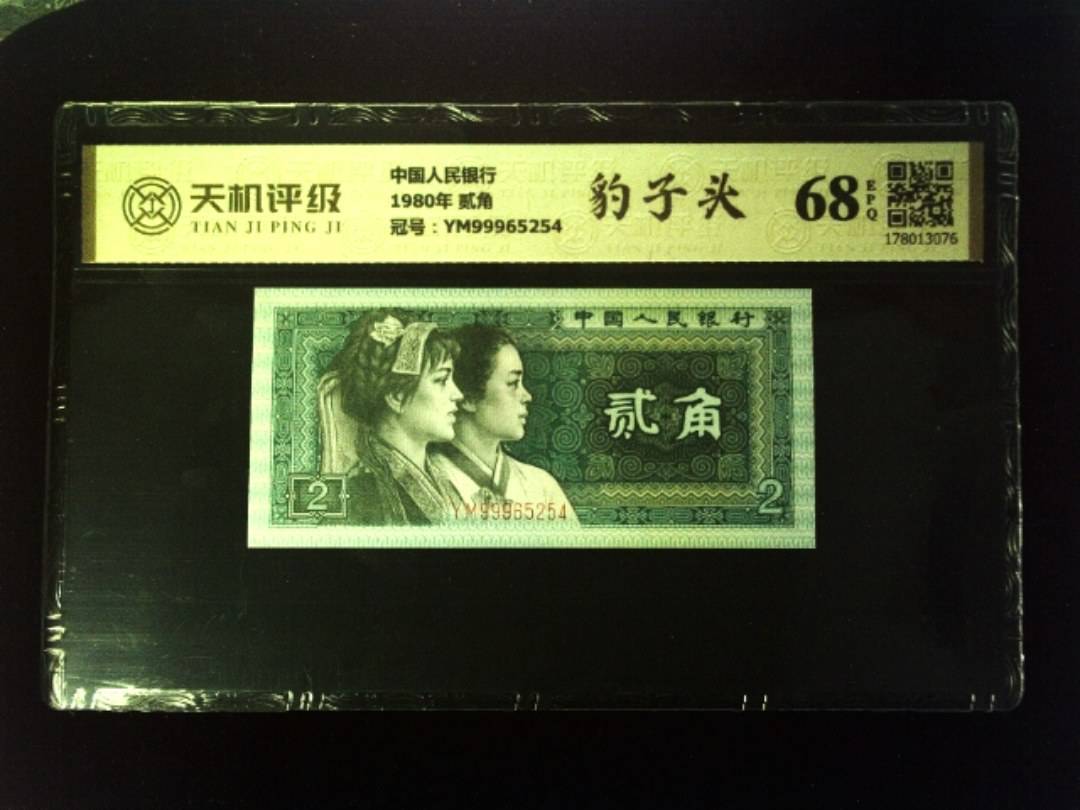 天机评级
TIAN JI PING JI
中国人民银行
1980年 贰角
冠号：YM99965254
豹子头
68
EPQ
178013076
中国人民银行
贰角
2
YM99965254
2